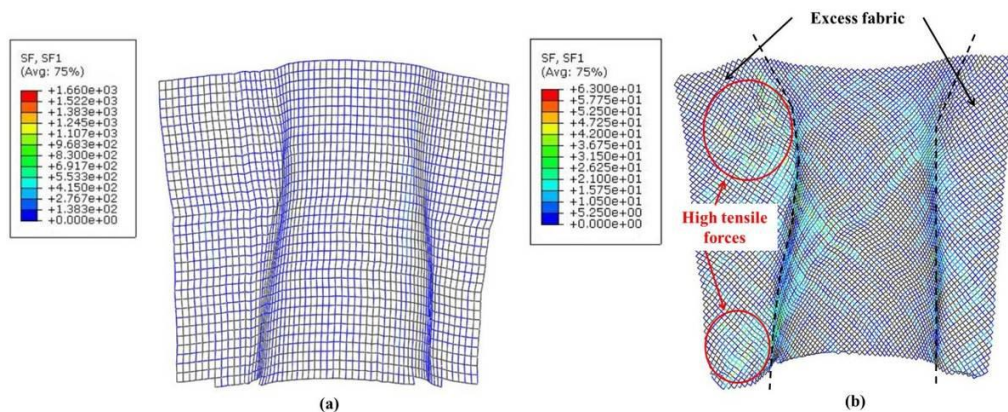 SF, SF1
(Avg: 75%)
+1.660e+03
+1.522e+03
+1.383e+03
+1.245e+03
+1.107e+03
+9.683e+02
+8.300e+02
+6.917e+02
+5.533e+02
+4.150e+02
+2.767e+02
+1.383e+02
+0.000e+00
(a)
SF, SF1
(Avg: 75%)
+6.300e+01
+5.775e+01
+5.250e+01
+4.725e+01
+4.200e+01
+3.675e+01
+3.150e+01
+2.625e+01
+2.100e+01
+1.575e+01
+1.050e+01
+5.250e+00
+0.000e+00
Excess fabric
High tensile
forces
(b)